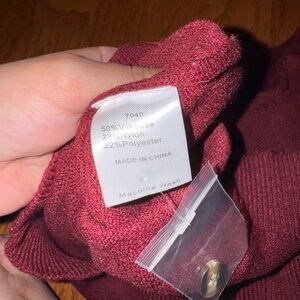 7040
50%Viscose
28%Nylon
22%Polyester
MADE IN CHINA
Machine Wash